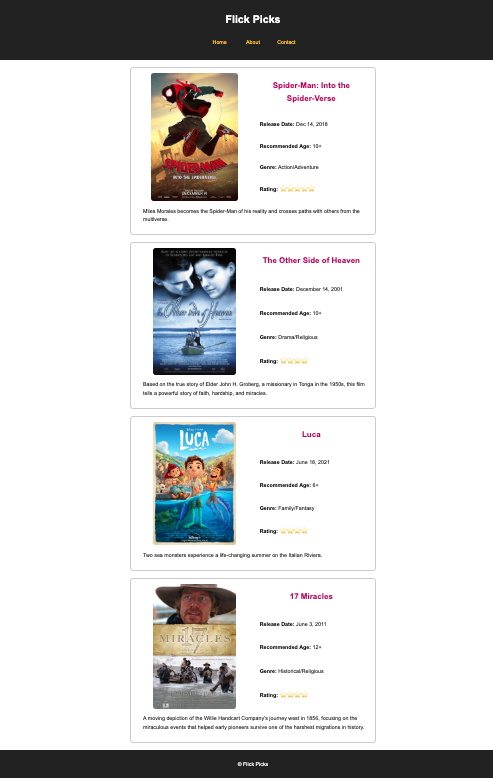 Flick Picks
Home About Contact
SPIDER-MAN
INTO THE SPIDER-VERSE
Spider-Man: Into the
Spider-Verse
Release Date: Dec 14, 2018
Recommended Age: 10+
Genre: Action/Adventure
Rating: ⭐⭐⭐⭐⭐
Miles Morales becomes the Spider-Man of his reality and crosses paths with others from the
multiverse.
the Other Side of Heaven
The Other Side of Heaven
Release Date: December 14, 2001
Recommended Age: 10+
Genre: Drama/Religious
Rating: ⭐⭐⭐⭐
Based on the true story of Elder John H. Groberg, a missionary in Tonga in the 1950s, this film
tells a powerful story of faith, hardship, and miracles.
LUCA
Luca
Release Date: June 18, 2021
Recommended Age: 6+
Genre: Family/Fantasy
Rating: ⭐⭐⭐⭐
Two sea monsters experience a life-changing summer on the Italian Riviera.
17
MIRACLES
17 Miracles
Release Date: June 3, 2011
Recommended Age: 12+
Genre: Historical/Religious
Rating: ⭐⭐⭐⭐
A moving depiction of the Willie Handcart Company's journey west in 1856, focusing on the
miraculous events that helped early pioneers survive one of the harshest migrations in history.
© Flick Picks